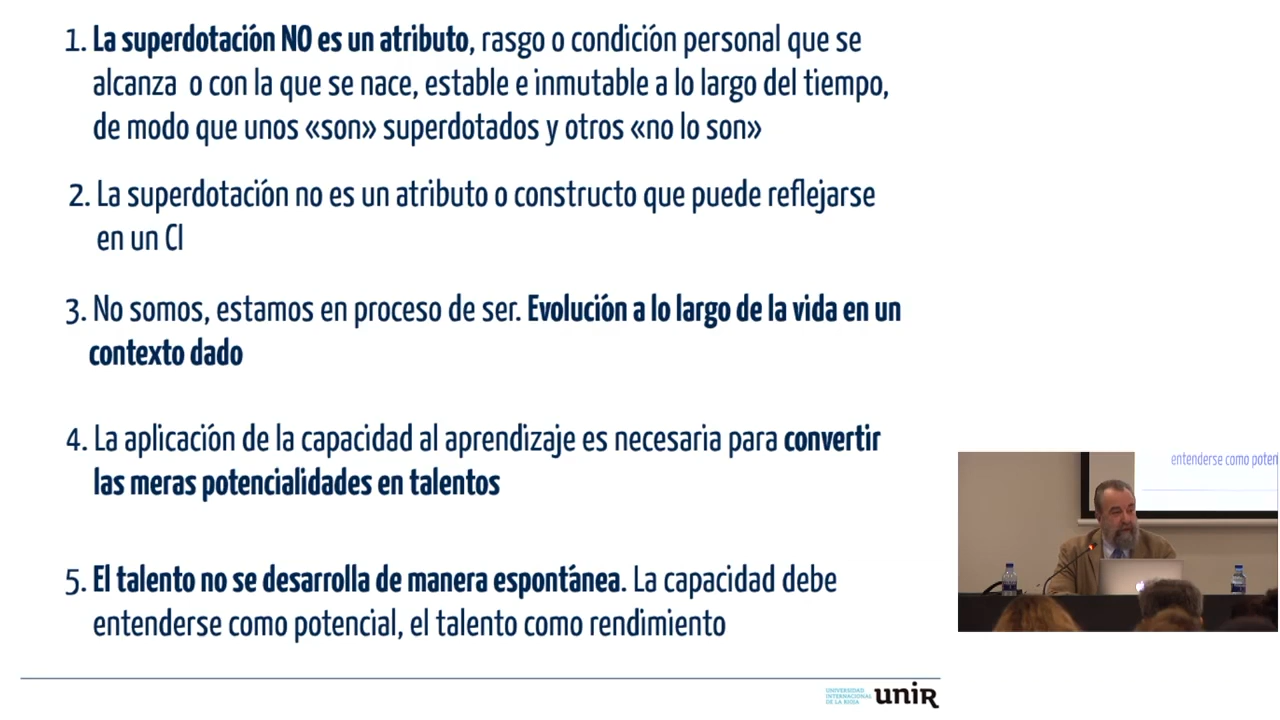 1. La superdotación NO es un atributo, rasgo o condición personal que se
alcanza o con la que se nace, estable e inmutable a lo largo del tiempo,
de modo que unos «son» superdotados y otros «no lo son»
2. La superdotación no es un atributo o constructo que puede reflejarse
en un CI
3. No somos, estamos en proceso de ser. Evolución a lo largo de la vida en un
contexto dado
4. La aplicación de la capacidad al aprendizaje es necesaria para convertir
las meras potencialidades en talentos
5. El talento no se desarrolla de manera espontánea. La capacidad debe
entenderse como potencial, el talento como rendimiento
entenderse como poten
UNIVERSIDAD
INTERNACIONAL
DE LA RIOJA
unir